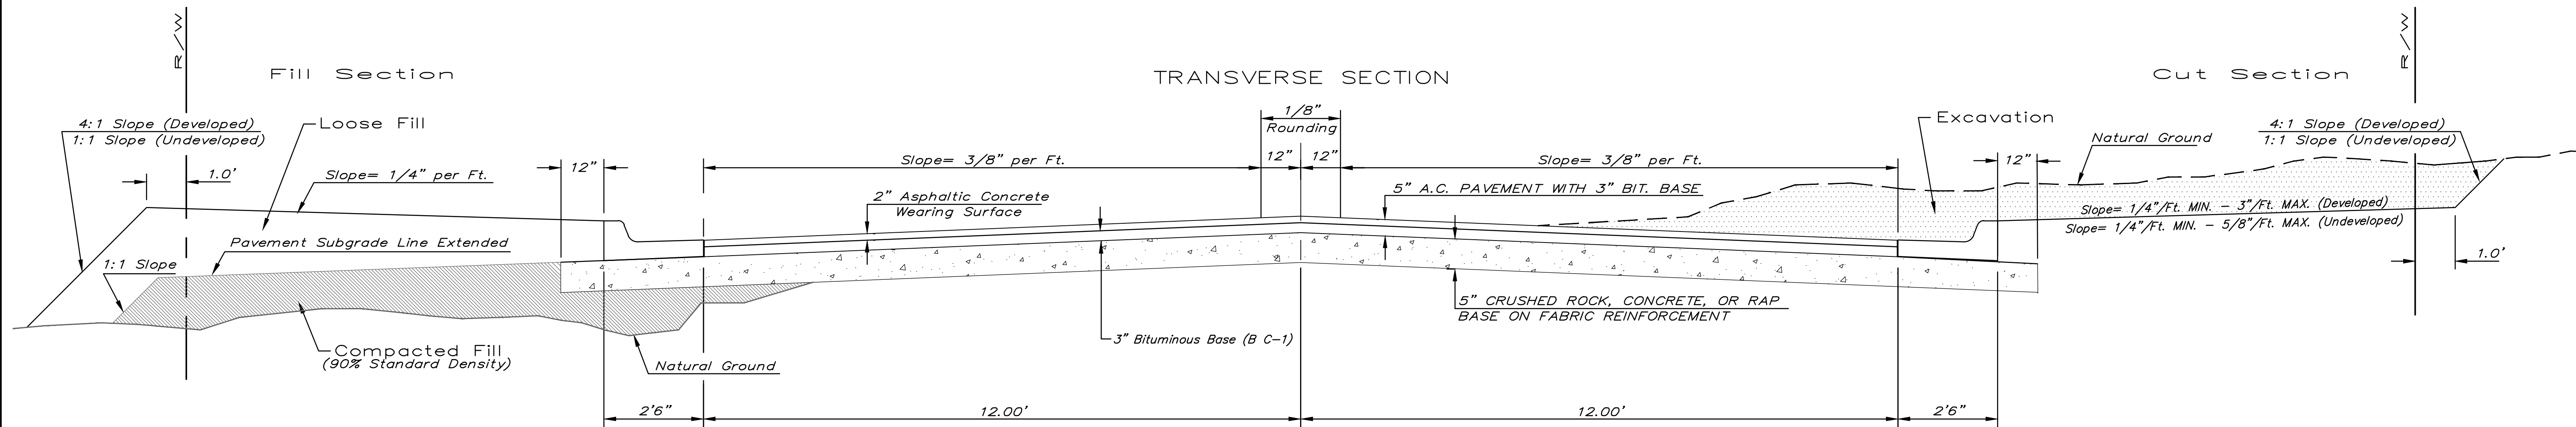 R/W
Fill Section
TRANSVERSE SECTION
Cut Section
R/W
4:1 Slope (Developed)
1:1 Slope (Undeveloped)
Loose Fill
1/8"
Rounding
Excavation
Natural Ground
4:1 Slope (Developed)
1:1 Slope (Undeveloped)
12"
Slope= 3/8" per Ft.
12"
12"
Slope= 3/8" per Ft.
12"
1.0'
Slope= 1/4" per Ft.
2" Asphaltic Concrete
Wearing Surface
5" A.C. PAVEMENT WITH 3" BIT. BASE
Slope= 1/4"/Ft. MIN. - 3"/Ft. MAX. (Developed)
Slope= 1/4"/Ft. MIN. - 5/8"/Ft. MAX. (Undeveloped)
Pavement Subgrade Line Extended
1:1 Slope
1.0'
5" CRUSHED ROCK, CONCRETE, OR RAP
BASE ON FABRIC REINFORCEMENT
3" Bituminous Base (B C-1)
Compacted Fill
(90% Standard Density)
Natural Ground
2'6"
12.00'
12.00'
2'6"